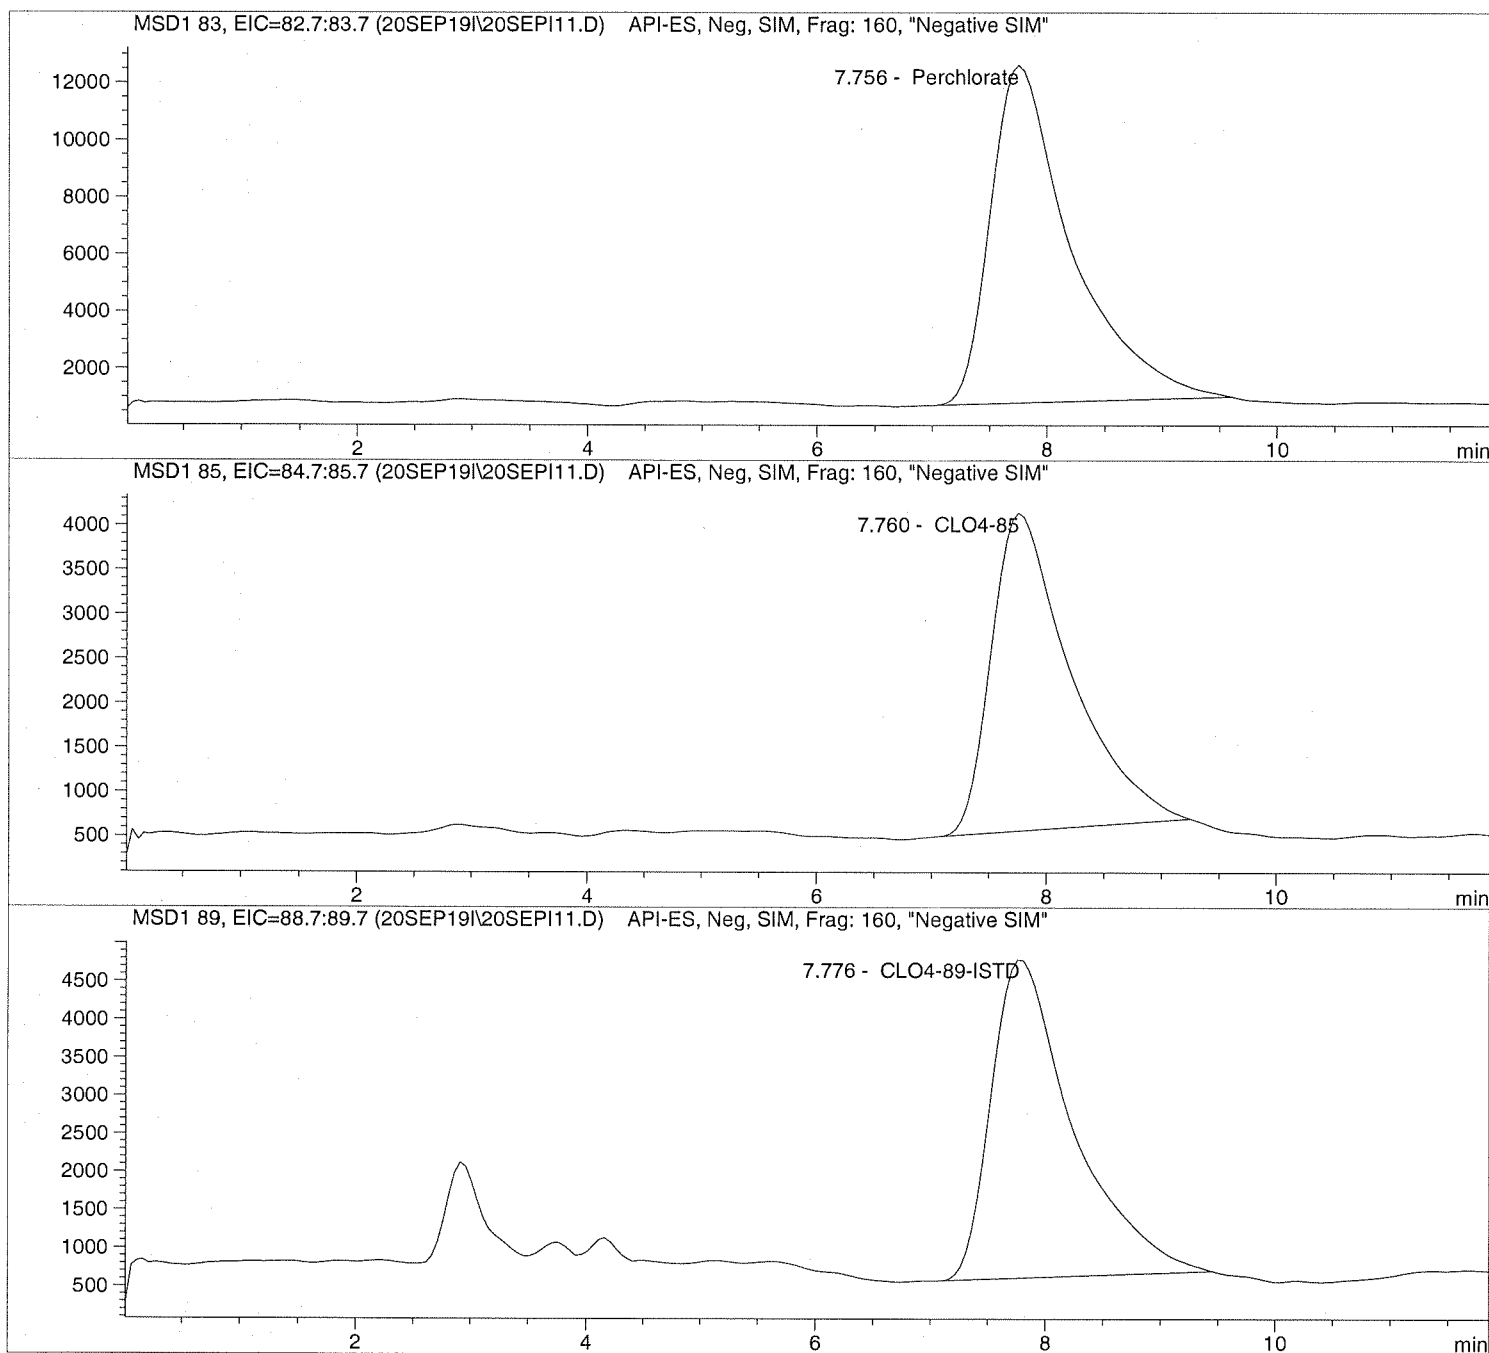 MSD1 83, EIC=82.7:83.7 (20SEP19I\20SEPI11.D) API-ES, Neg, SIM, Frag: 160, "Negative SIM"
7.756 - Perchlorate
12000
10000
8000
6000
4000
2000
2 4 6 8 10 min
MSD1 85, EIC=84.7:85.7 (20SEP19I\20SEPI11.D) API-ES, Neg, SIM, Frag: 160, "Negative SIM"
7.760 - CLO4-85
4000
3500
3000
2500
2000
1500
1000
500
2 4 6 8 10 min
MSD1 89, EIC=88.7:89.7 (20SEP19I\20SEPI11.D) API-ES, Neg, SIM, Frag: 160, "Negative SIM"
7.776 - CLO4-89-ISTD
4500
4000
3500
3000
2500
2000
1500
1000
500
2 4 6 8 10 min